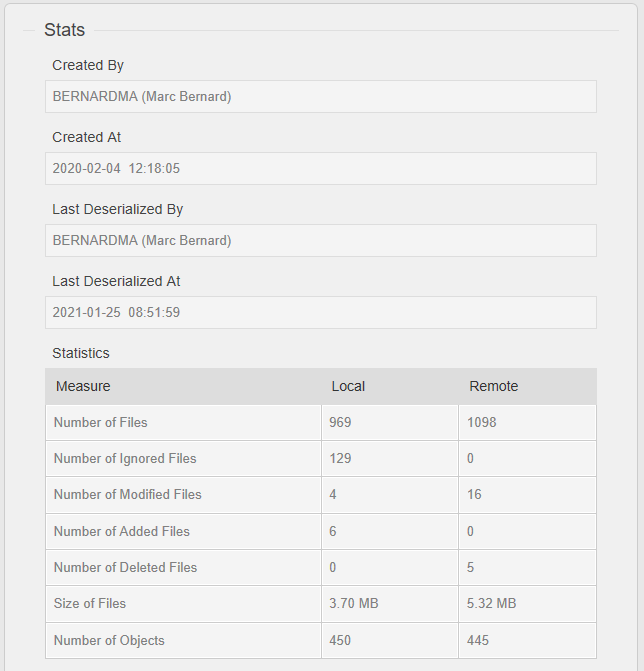 Stats
Created By
BERNARDMA (Marc Bernard)
Created At
2020-02-04  12:18:05
Last Deserialized By
BERNARDMA (Marc Bernard)
Last Deserialized At
2021-01-25  08:51:59
Statistics
Measure Local Remote
Number of Files 969 1098
Number of Ignored Files 129 0
Number of Modified Files 4 16
Number of Added Files 6 0
Number of Deleted Files 0 5
Size of Files 3.70 MB 5.32 MB
Number of Objects 450 445